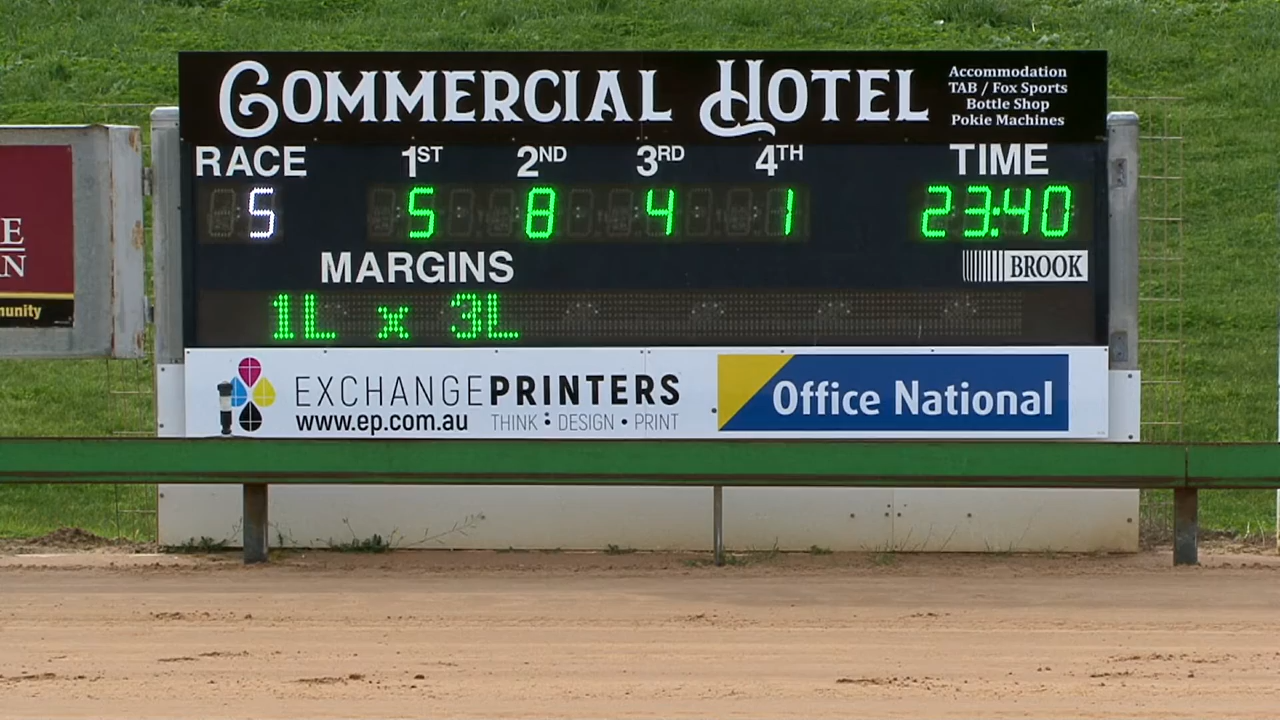 COMMERCIAL HOTEL
Accommodation
TAB / Fox Sports
Bottle Shop
Pokie Machines
RACE 1ST 2ND 3RD 4TH TIME
5 5 8 4 1 23:40
MARGINS
BROOK
1L x 3L
EXCHANGEPRINTERS
www.ep.com.au THINK : DESIGN • PRINT
Office National